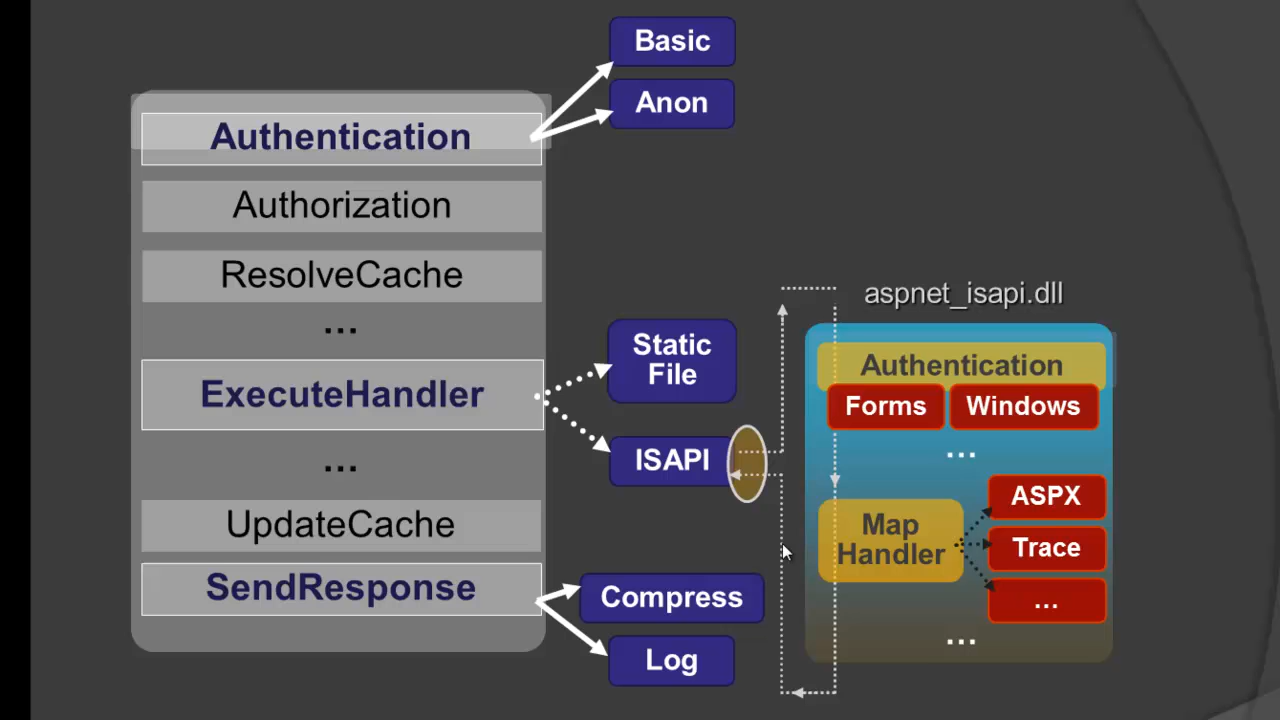 Basic
Anon
Authentication
Authorization
ResolveCache
...
ExecuteHandler
...
UpdateCache
SendResponse
Static
File
ISAPI
Compress
Log
aspnet_isapi.dll
Authentication
Forms
Windows
...
Map
Handler
ASPX
Trace
...
...